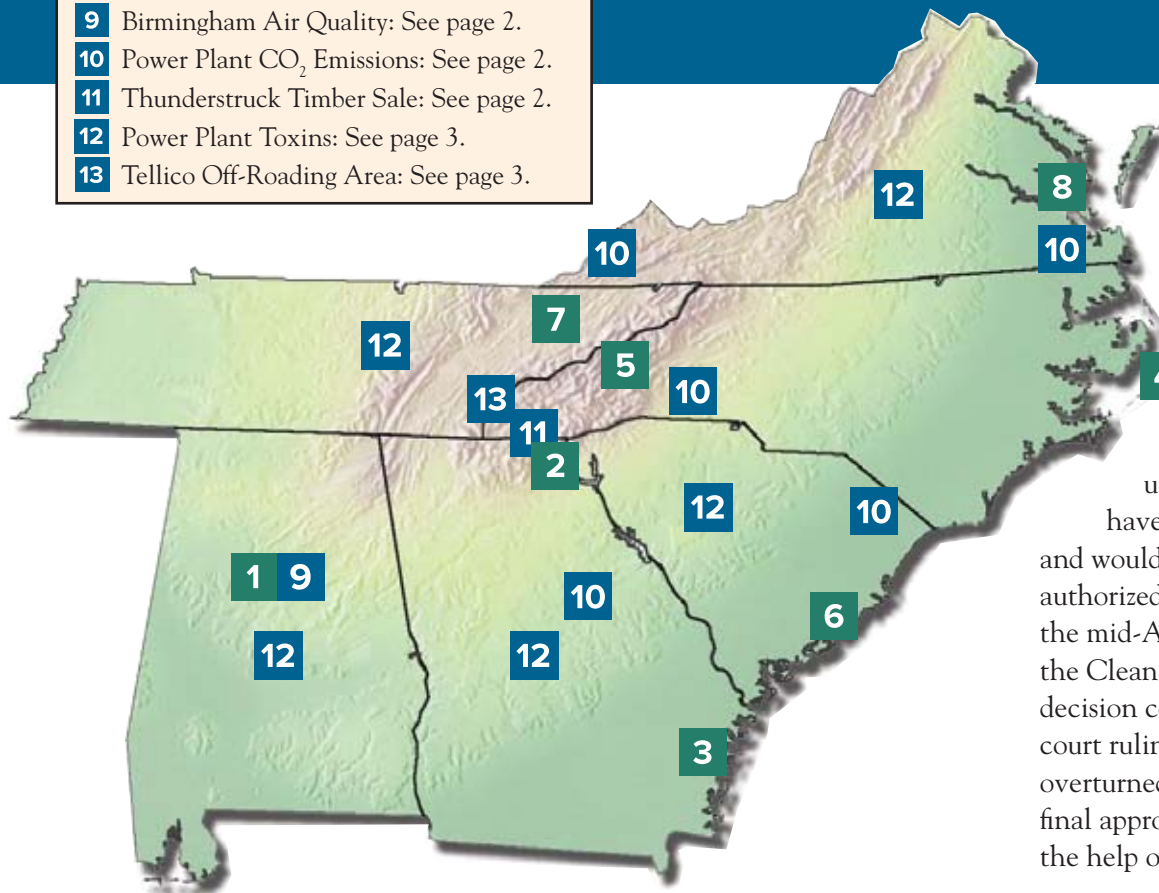 9 Birmingham Air Quality: See page 2.
10 Power Plant CO2 Emissions: See page 2.
11 Thunderstruck Timber Sale: See page 2.
12 Power Plant Toxins: See page 3.
13 Tellico Off-Roading Area: See page 3.
12
8
10
10
7
12
5
13
10
11
2
12
10
1 9
10
6
12
12
3
have
and would
authorized
the mid-A
the Clean
decision c
court rulin
overturned
final appro
the help o